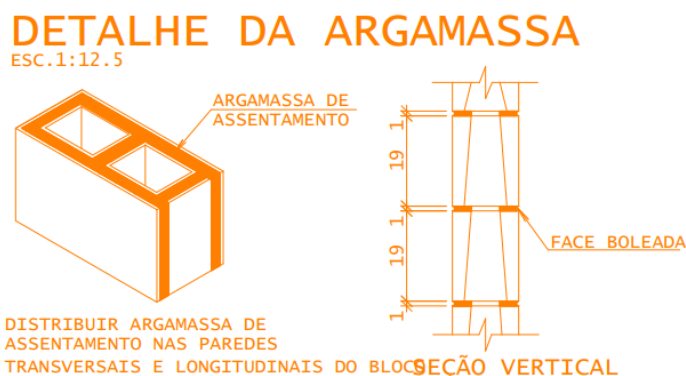 DETALHE DA ARGAMASSA
ESC.1:12.5
ARGAMASSA DE
ASSENTAMENTO
1
19
1
19
1
FACE BOLEADA
DISTRIBUIR ARGAMASSA DE
ASSENTAMENTO NAS PAREDES
TRANSVERSAIS E LONGITUDINAIS DO BLOCO
SECÃO VERTICAL